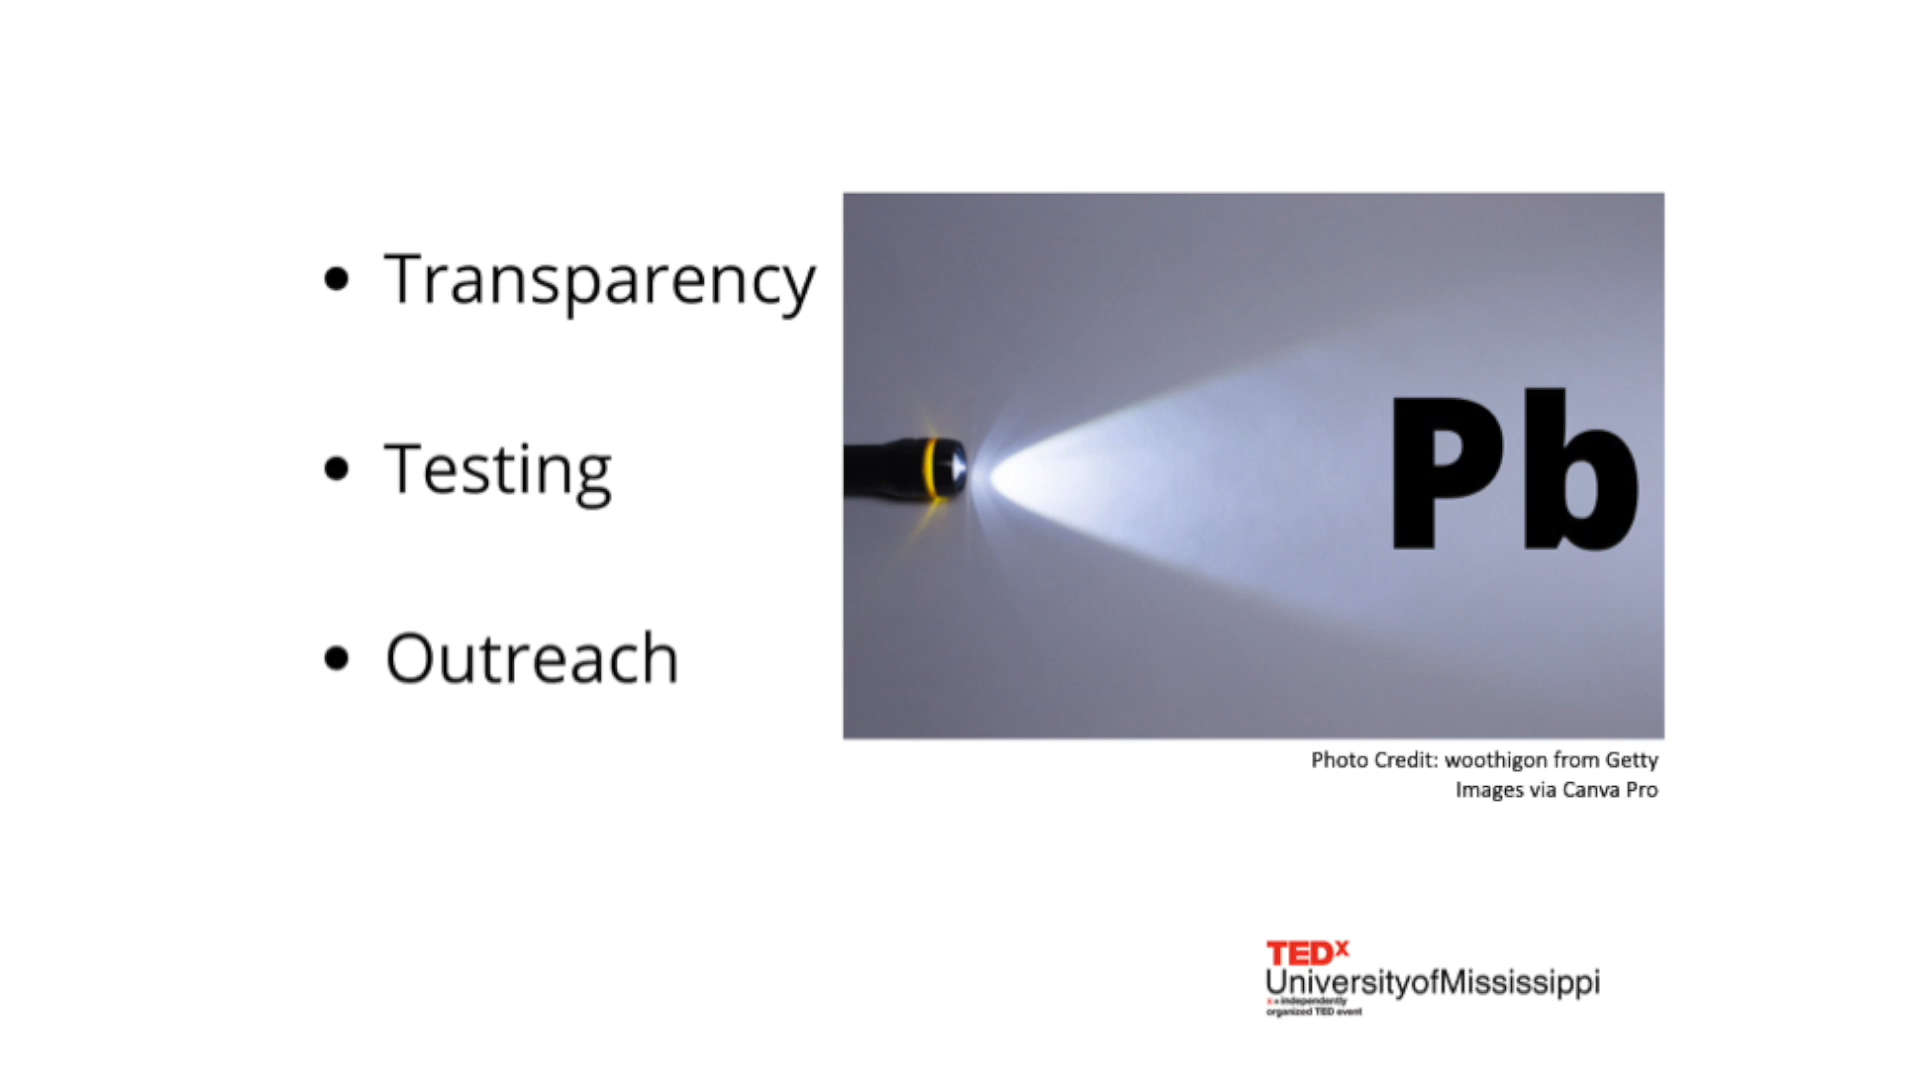 • Transparency
• Testing
• Outreach
Pb
Photo Credit: woothigon from Getty
Images via Canva Pro
TEDx
UniversityofMississippi
x = independently
organized TED event